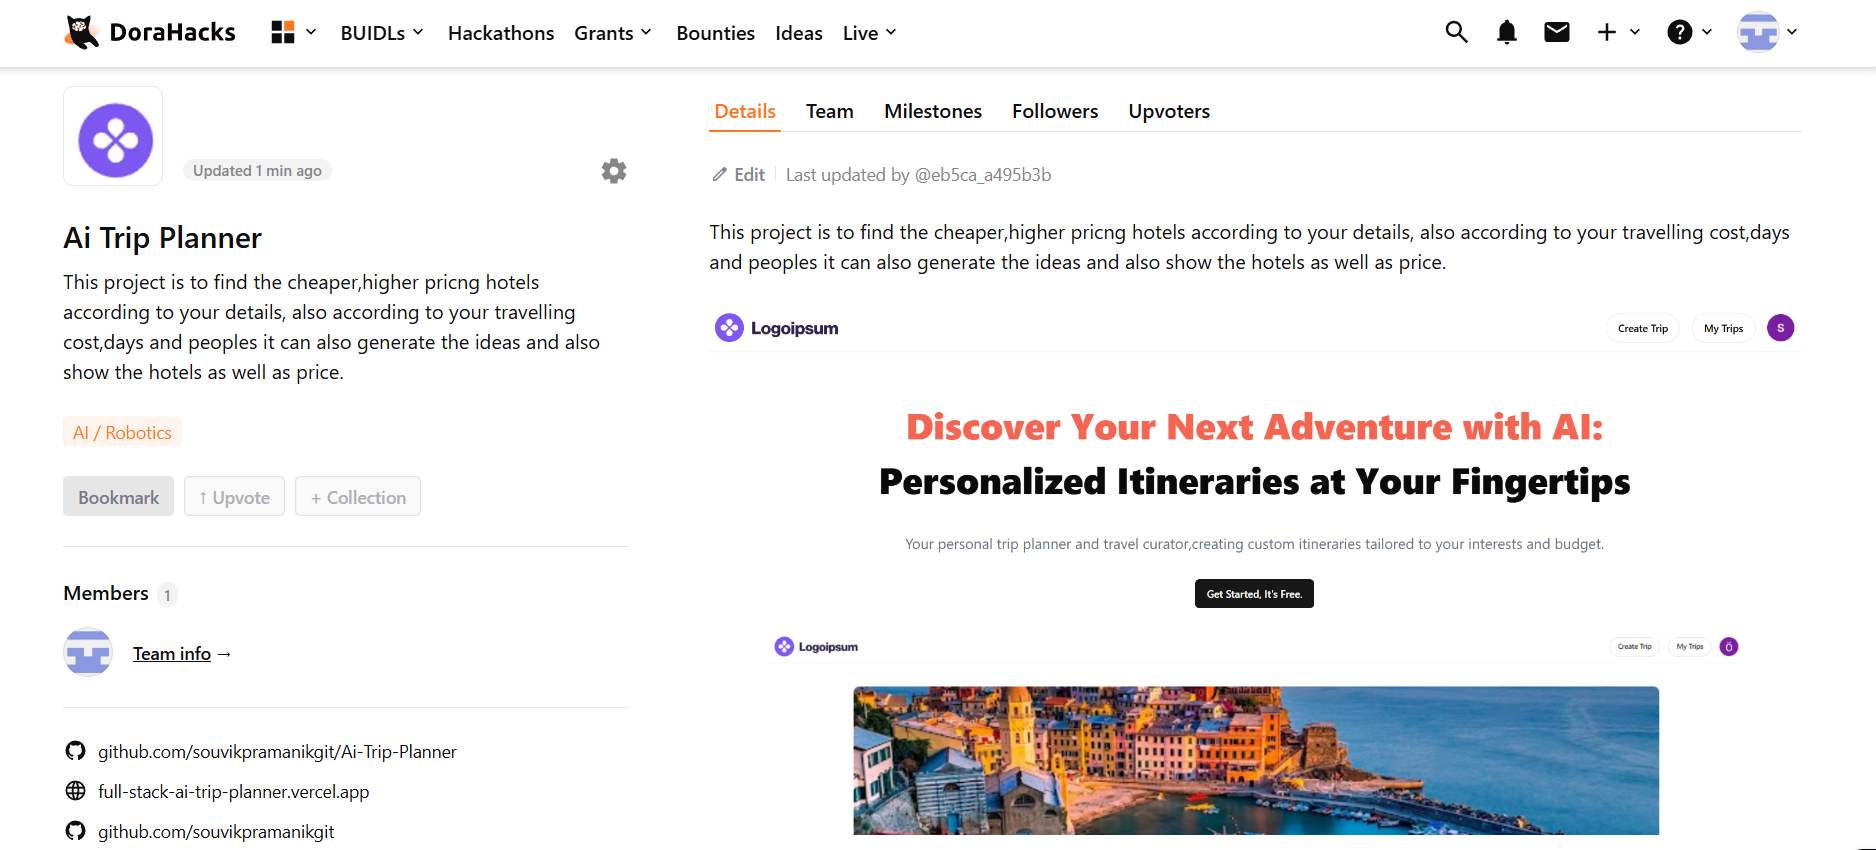 DoraHacks
BUIDLs
Hackathons
Grants
Bounties
Ideas
Live
Updated 1 min ago
Ai Trip Planner
This project is to find the cheaper,higher pricng hotels
according to your details, also according to your travelling
cost,days and peoples it can also generate the ideas and also
show the hotels as well as price.
AI / Robotics
Bookmark
↑ Upvote
+ Collection
Members 1
Team info →
github.com/souvikpramanikgit/Ai-Trip-Planner
full-stack-ai-trip-planner.vercel.app
github.com/souvikpramanikgit
Details
Team
Milestones
Followers
Upvoters
Edit
Last updated by @eb5ca_a495b3b
This project is to find the cheaper,higher pricng hotels according to your details, also according to your travelling cost,days
and peoples it can also generate the ideas and also show the hotels as well as price.
Logoipsum
Create Trip
My Trips
S
Discover Your Next Adventure with AI:
Personalized Itineraries at Your Fingertips
Your personal trip planner and travel curator,creating custom itineraries tailored to your interests and budget.
Get Started, It's Free.
Logoipsum
Create Trip
My Trips
Ö